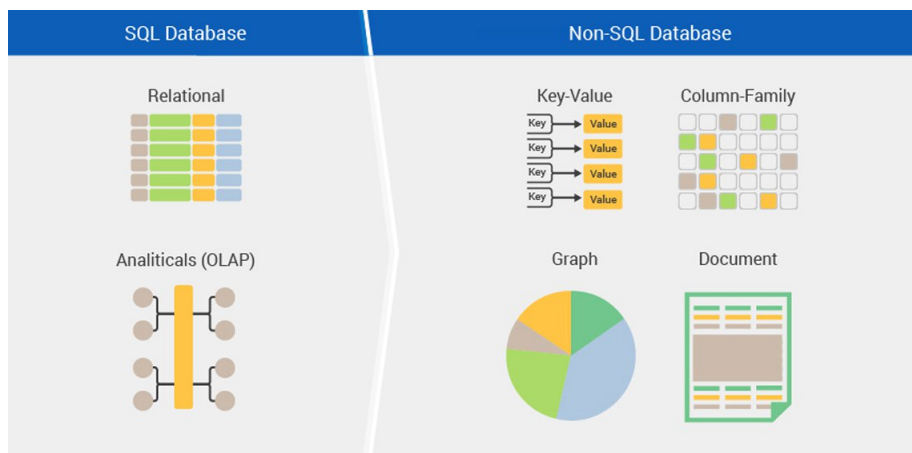 SQL Database
Non-SQL Database
Relational
Analiticals (OLAP)
Key-Value
Key Value
Key Value
Key Value
Key Value
Column-Family
Graph
Document